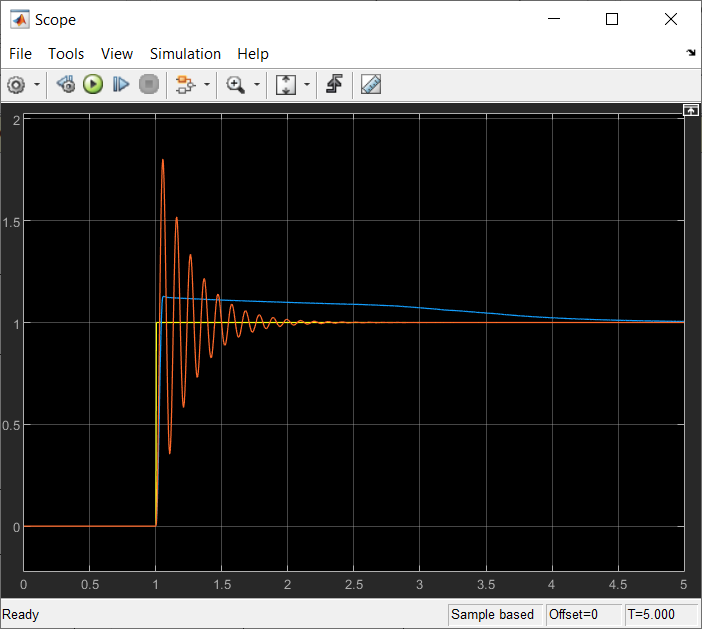 Scope
File Tools View Simulation Help
2
1.5
1
0.5
0
0 0.5 1 1.5 2 2.5 3 3.5 4 4.5 5
Ready Sample based Offset=0 T=5.000